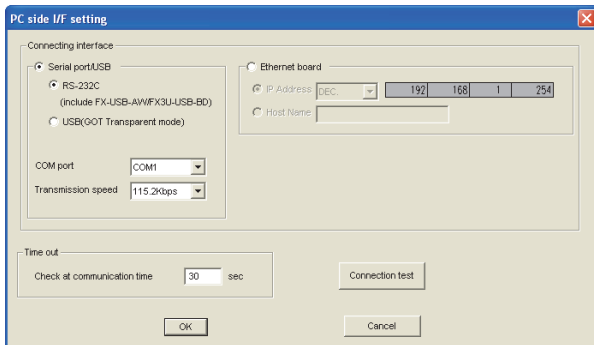 PC side I/F setting
Connecting interface
Serial port/USB
RS-232C
(include FX-USB-AW/FX3U-USB-BD)
USB(GOT Transparent mode)
COM port
COM1
Transmission speed
115.2Kbps
Ethernet board
IP Address DEC. 192 168 1 254
Host Name
Time out
Check at communication time 30 sec
Connection test
OK
Cancel